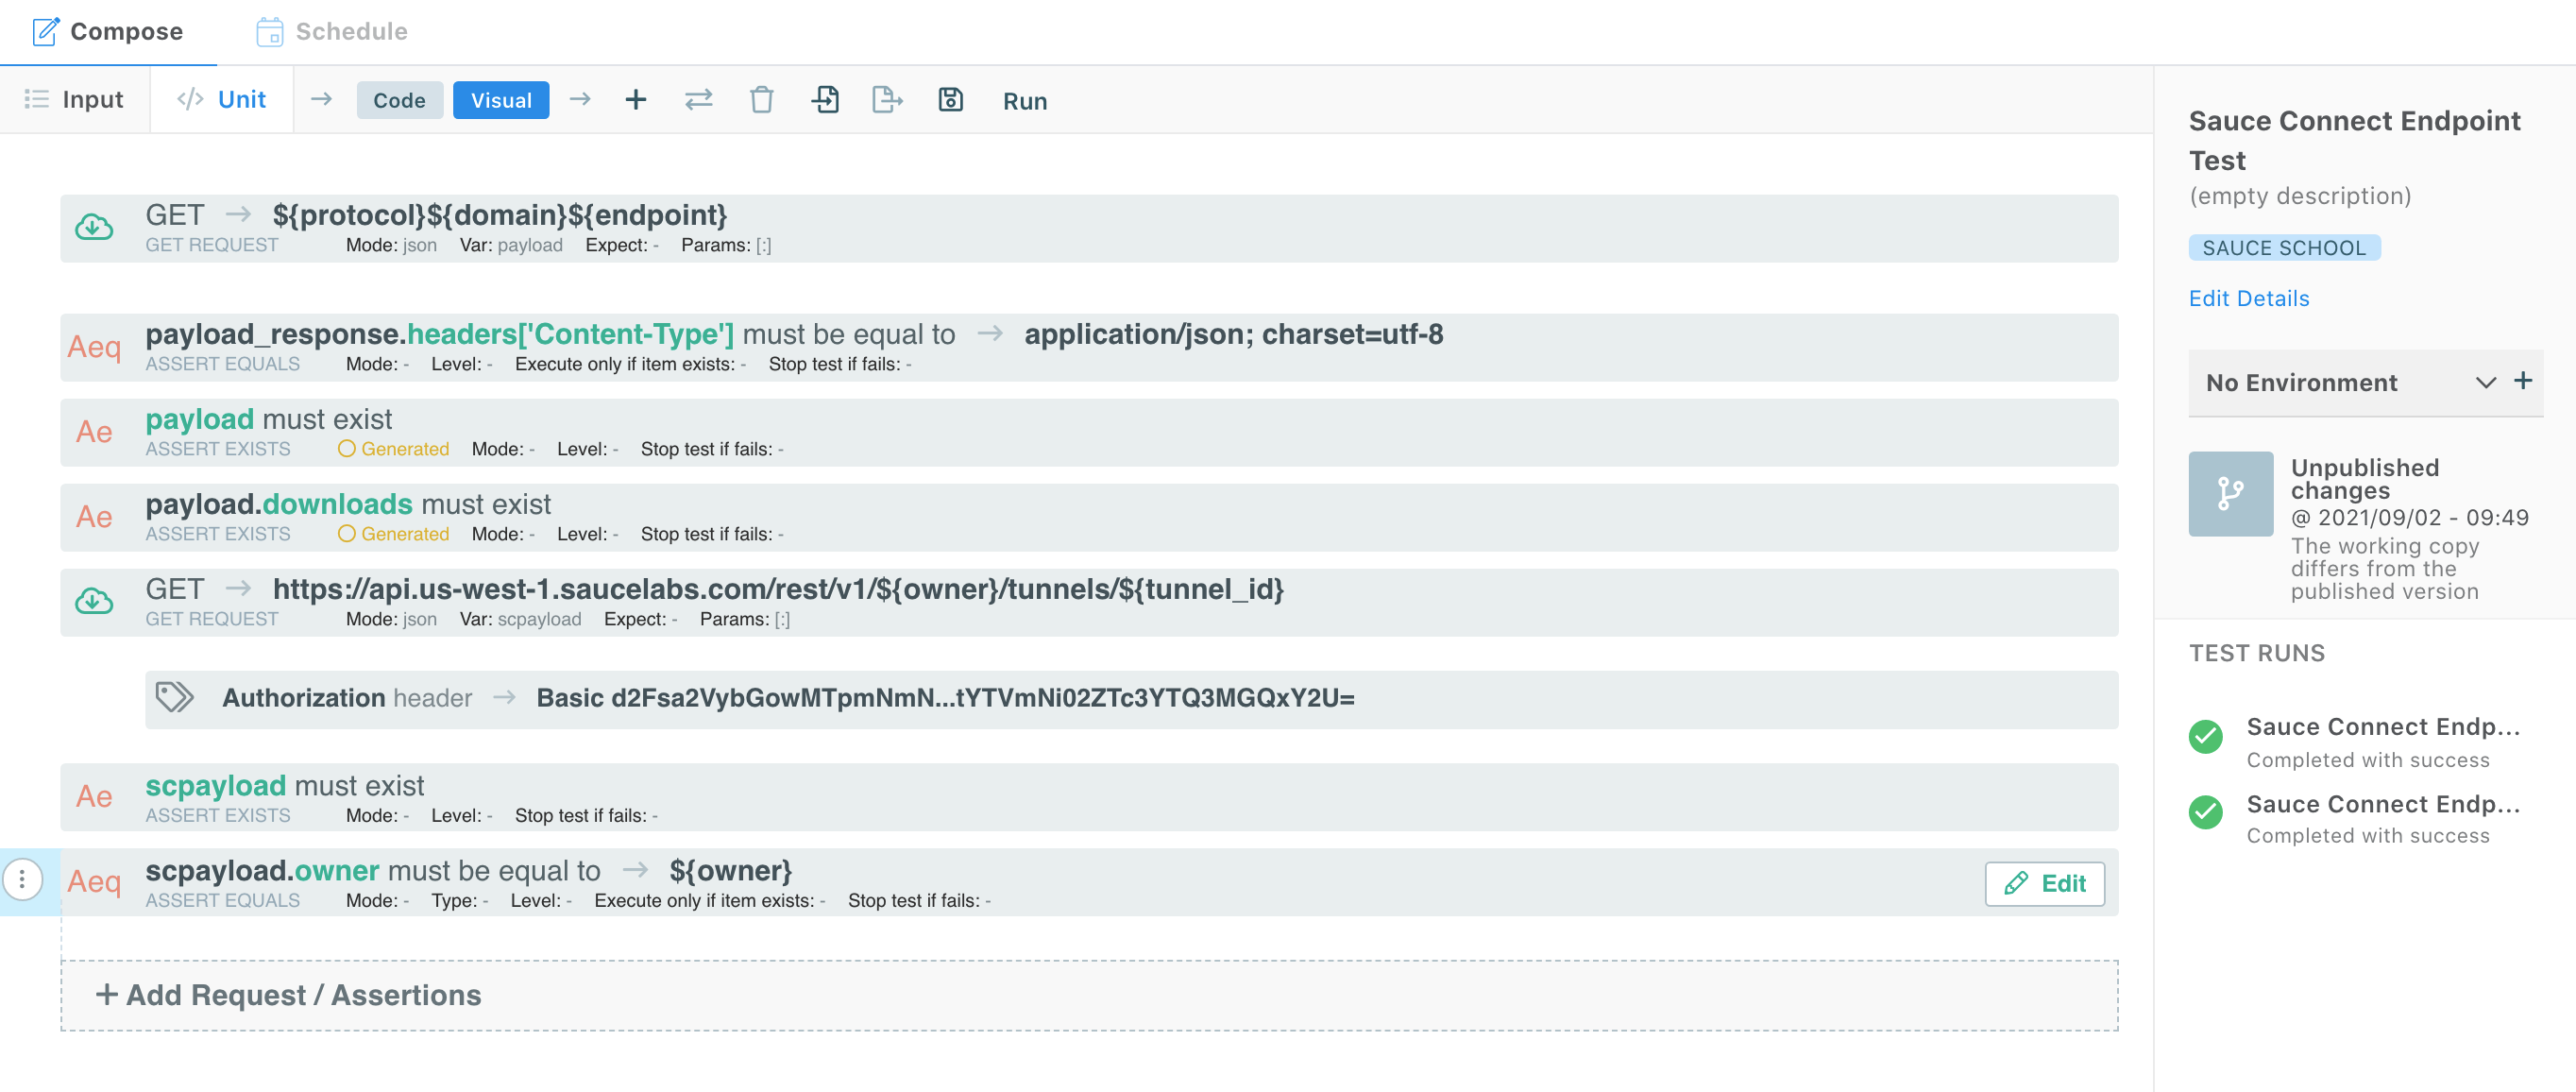 Compose
Schedule
Input
Unit
Code
Visual
Run
GET → ${protocol}${domain}${endpoint}
GET REQUEST Mode: json Var: payload Expect: - Params: [:]
Aeq
payload_response.headers['Content-Type'] must be equal to → application/json; charset=utf-8
ASSERT EQUALS Mode: - Level: - Execute only if item exists: - Stop test if fails: -
Ae
payload must exist
ASSERT EXISTS Generated Mode: - Level: - Stop test if fails: -
Ae
payload.downloads must exist
ASSERT EXISTS Generated Mode: - Level: - Stop test if fails: -
GET → https://api.us-west-1.saucelabs.com/rest/v1/${owner}/tunnels/${tunnel_id}
GET REQUEST Mode: json Var: scpayload Expect: - Params: [:]
Authorization header → Basic d2Fsa2VybGowMTpmNmN...tYTVmNi02ZTc3YTQ3MGQxY2U=
Ae
scpayload must exist
ASSERT EXISTS Mode: - Level: - Stop test if fails: -
Aeq
scpayload.owner must be equal to → ${owner}
ASSERT EQUALS Mode: - Type: - Level: - Execute only if item exists: - Stop test if fails: -
Edit
+ Add Request / Assertions
Sauce Connect Endpoint
Test
(empty description)
SAUCE SCHOOL
Edit Details
No Environment
Unpublished
changes
@ 2021/09/02 - 09:49
The working copy
differs from the
published version
TEST RUNS
Sauce Connect Endp...
Completed with success
Sauce Connect Endp...
Completed with success